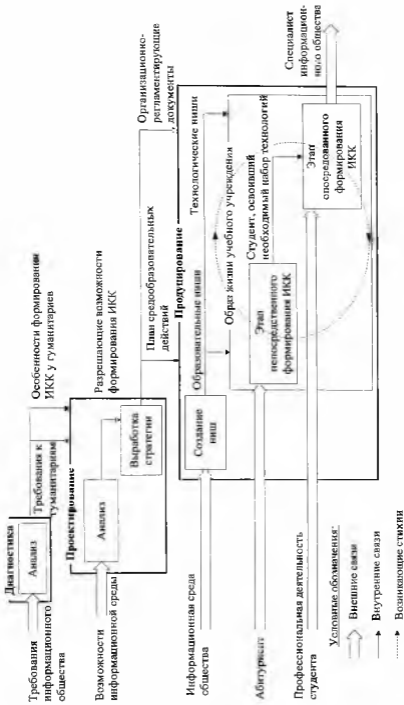 Диагностика
Анализ
Требования
информационного
общества
Требования к
гуманитариям
Особенности формирования
ИКК у гуманитариев
Проектирование
Анализ
Выработка
стратегии
Возможности
информационной среды
Разрешающие возможности
формирования ИКК
План средообразовательных
действий
Организационно-
регламентирующие
документы
Продуцирование
Создание
ниш
Образовательные ниши
Технологические ниши
Образ жизни учебного учреждения
Информационная среда
общества
Этап
непосредственного
формирования ИКК
Студент, освоивший
необходимый набор технологий
Абитуриент
Этап
опосредованного
формирования
ИКК
Специалист
информацион-
ного общества
Профессиональная деятельность
студента
Условные обозначения:
Внешние связи
Внутренние связи
Возникающие стихии